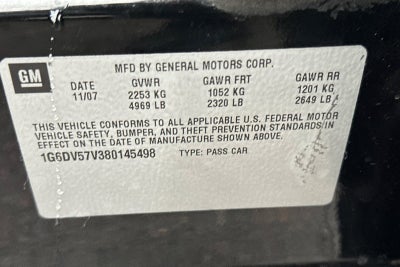 GM
MFD BY GENERAL MOTORS CORP.
DATE GVWR GAWR FRT GAWR RR
11/07 2253 KG 1052 KG 1201 KG
4969 LB 2320 LB 2649 LB
THIS VEHICLE CONFORMS TO ALL APPLICABLE U.S. FEDERAL MOTOR
VEHICLE SAFETY, BUMPER, AND THEFT PREVENTION STANDARDS IN
EFFECT ON THE DATE OF MANUFACTURE SHOWN ABOVE.
1G6DV57V380145498 TYPE: PASS CAR